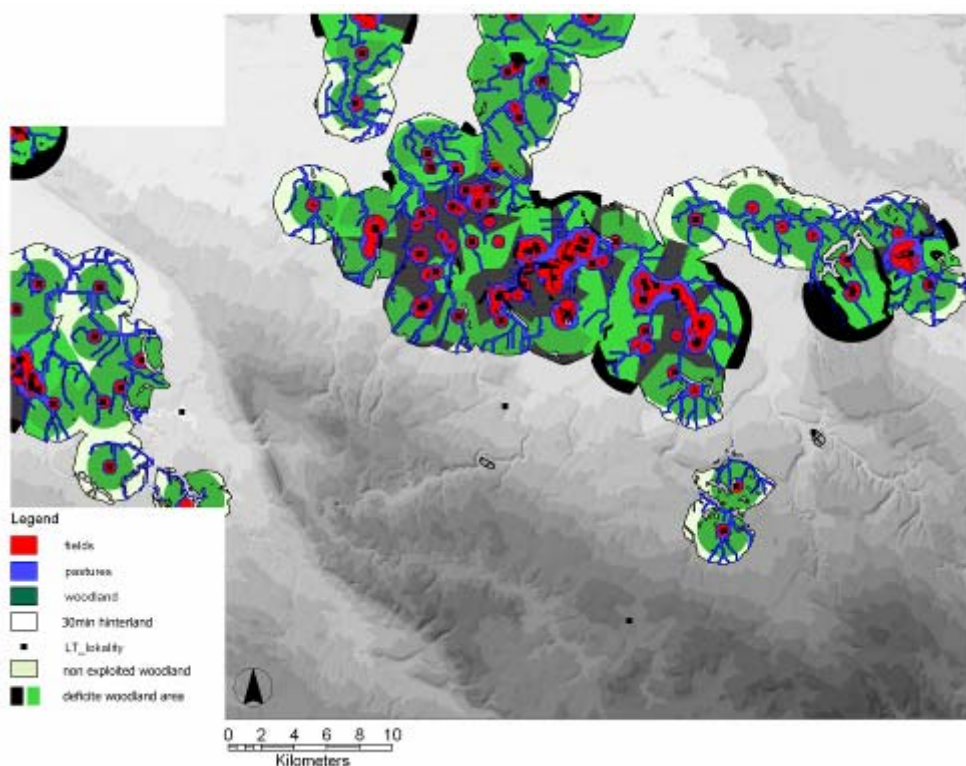 Legend
fields
pastures
woodland
30min hinterland
LT_lokality
non exploited woodland
deficite woodland area
0 2 4 6 8 10
Kilometers